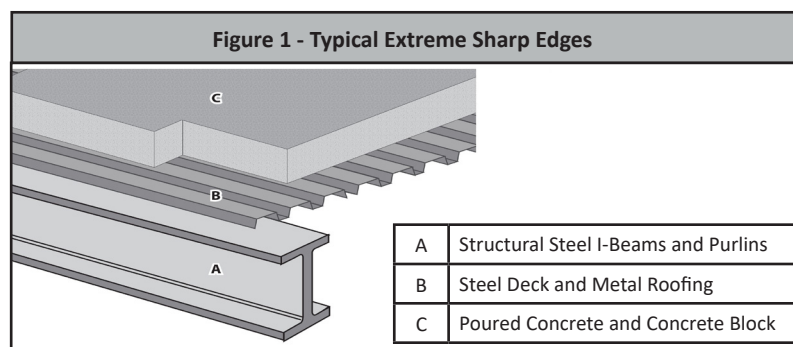 Figure 1 - Typical Extreme Sharp Edges
C
B
A
A Structural Steel I-Beams and Purlins
B Steel Deck and Metal Roofing
C Poured Concrete and Concrete Block